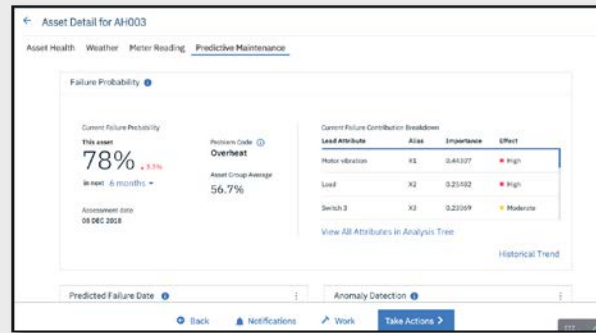 ← Asset Detail for AH003
Asset Health Weather Meter Reading Predictive Maintenance
Failure Probability
Current Failure Probability
This asset
78%
in next 6 months
Assessment date
08 DEC 2018
Problem Code
Overheat
Asset Group Average
56.7%
Current Failure Contribution Breakdown
Lead Attribute Alias Importance Effect
Motor vibration X1 0.44307 High
Load X2 0.25482 High
Switch 3 X3 Moderate
View All Attributes in Analysis Tree
Historical Trend
Predicted Failure Date
Anomaly Detection
Back Notifications Work Take Actions >